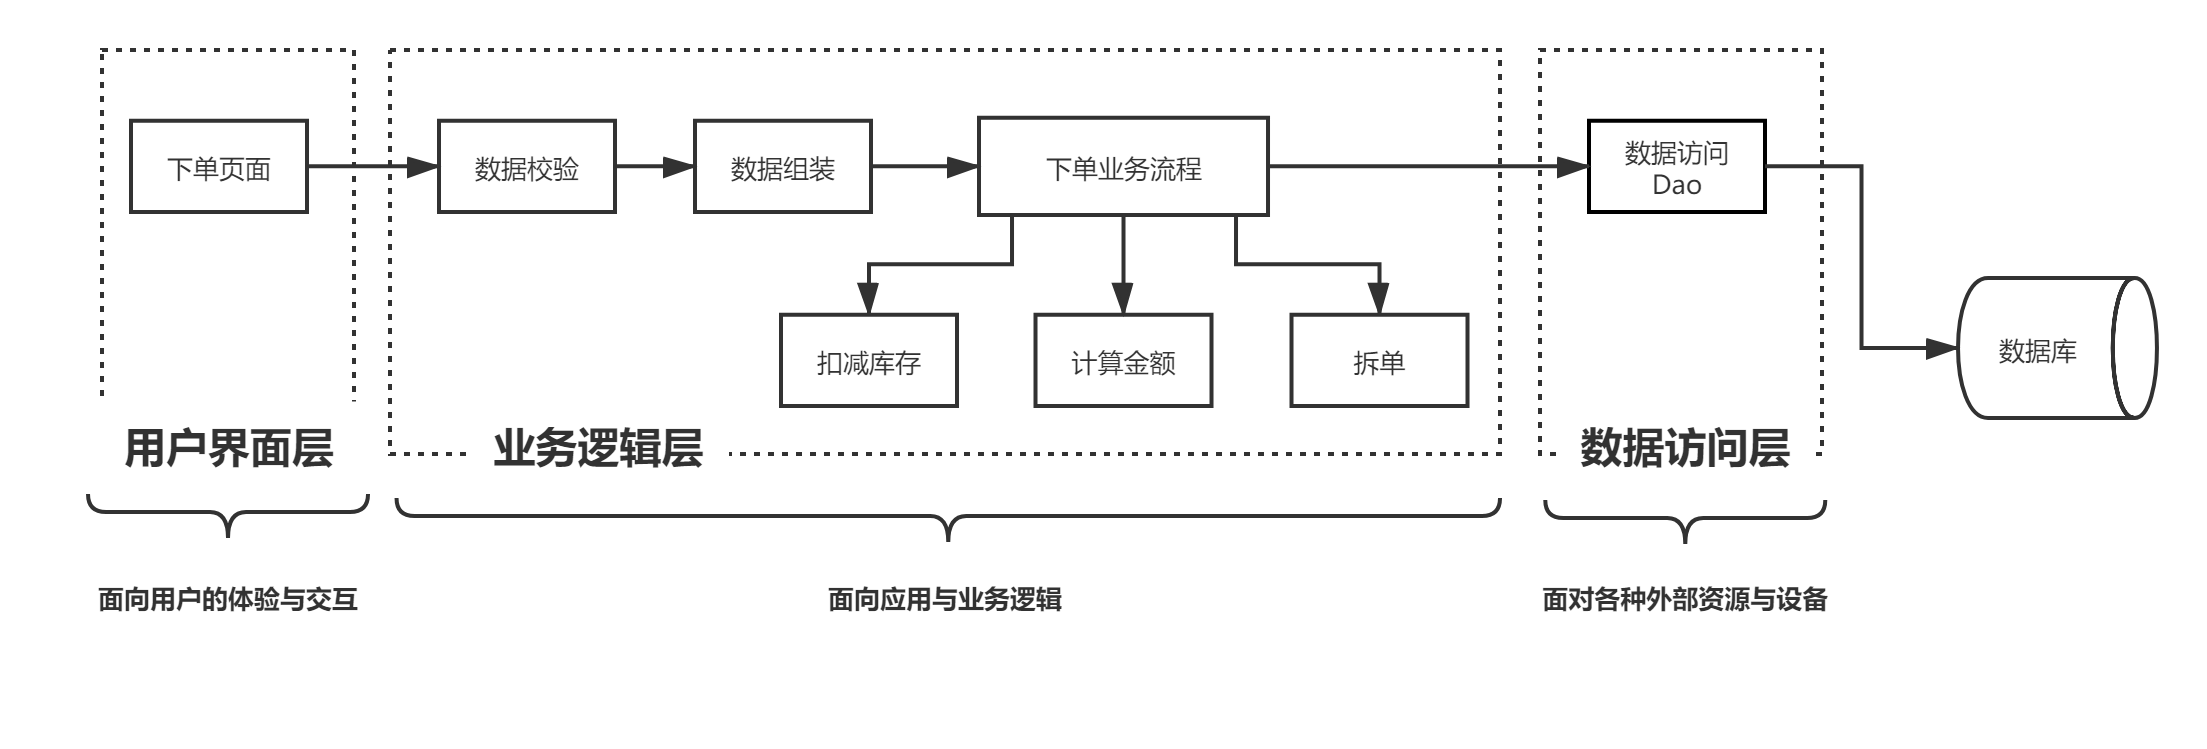 下单页面
数据校验
数据组装
下单业务流程
数据访问
Dao
扣减库存
计算金额
拆单
数据库
用户界面层
业务逻辑层
数据访问层
面向用户的体验与交互
面向应用与业务逻辑
面对各种外部资源与设备